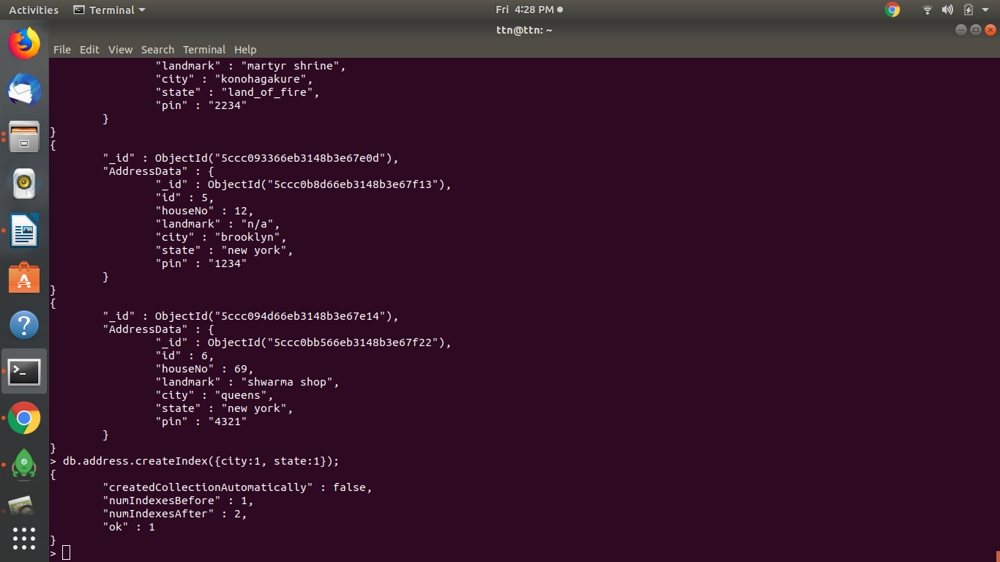 Activities Terminal Fri 4:28 PM
ttn@ttn: ~
File Edit View Search Terminal Help
"landmark" : "martyr shrine",
"city" : "konohagakure",
"state" : "land_of_fire",
"pin" : "2234"
}
}
{
"_id" : ObjectId("5ccc093366eb3148b3e67e0d"),
"AddressData" : {
"_id" : ObjectId("5ccc0b8d66eb3148b3e67f13"),
"id" : 5,
"houseNo" : 12,
"landmark" : "n/a",
"city" : "brooklyn",
"state" : "new york",
"pin" : "1234"
}
}
{
"_id" : ObjectId("5ccc094d66eb3148b3e67e14"),
"AddressData" : {
"_id" : ObjectId("5ccc0bb566eb3148b3e67f22"),
"id" : 6,
"houseNo" : 69,
"landmark" : "shwarma shop",
"city" : "queens",
"state" : "new york",
"pin" : "4321"
}
}
> db.address.createIndex({city:1, state:1});
{
"createdCollectionAutomatically" : false,
"numIndexesBefore" : 1,
"numIndexesAfter" : 2,
"ok" : 1
}
>